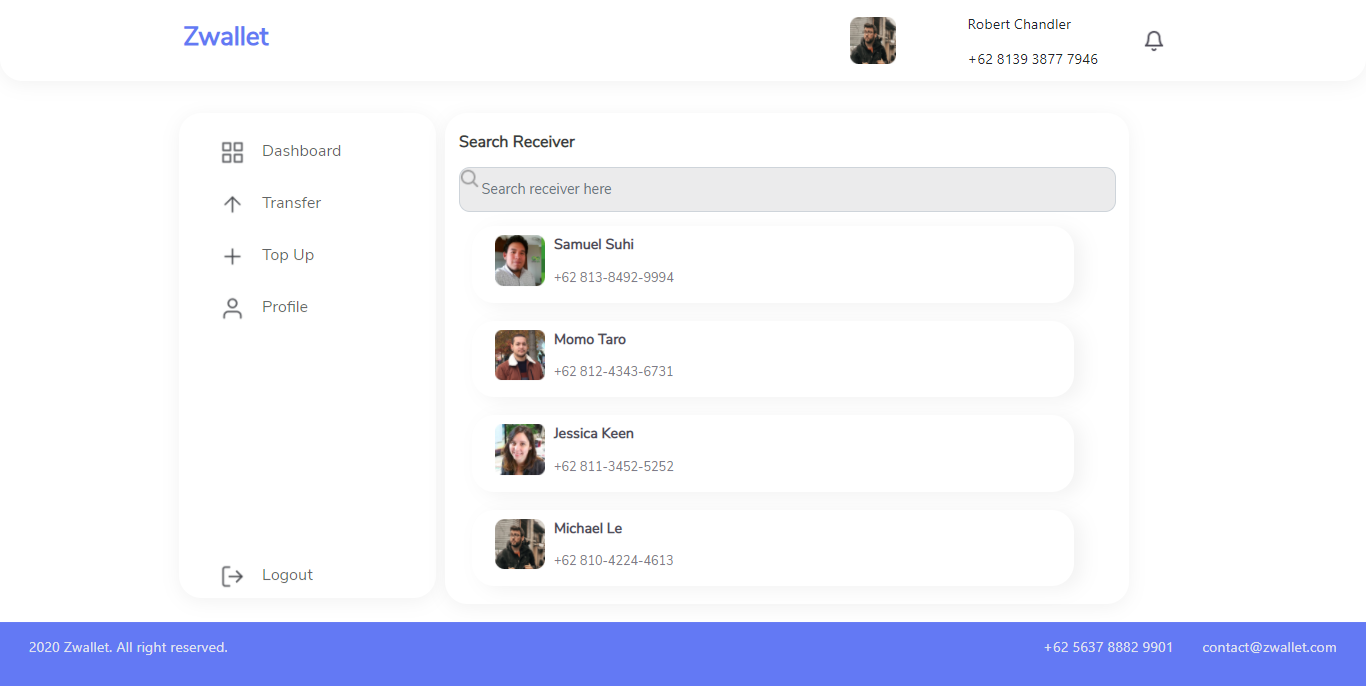 Zwallet
Robert Chandler
+62 8139 3877 7946
Dashboard
Transfer
Top Up
Profile
Logout
Search Receiver
Search receiver here
Samuel Suhi
+62 813-8492-9994
Momo Taro
+62 812-4343-6731
Jessica Keen
+62 811-3452-5252
Michael Le
+62 810-4224-4613
2020 Zwallet. All right reserved.
+62 5637 8882 9901
contact@zwallet.com